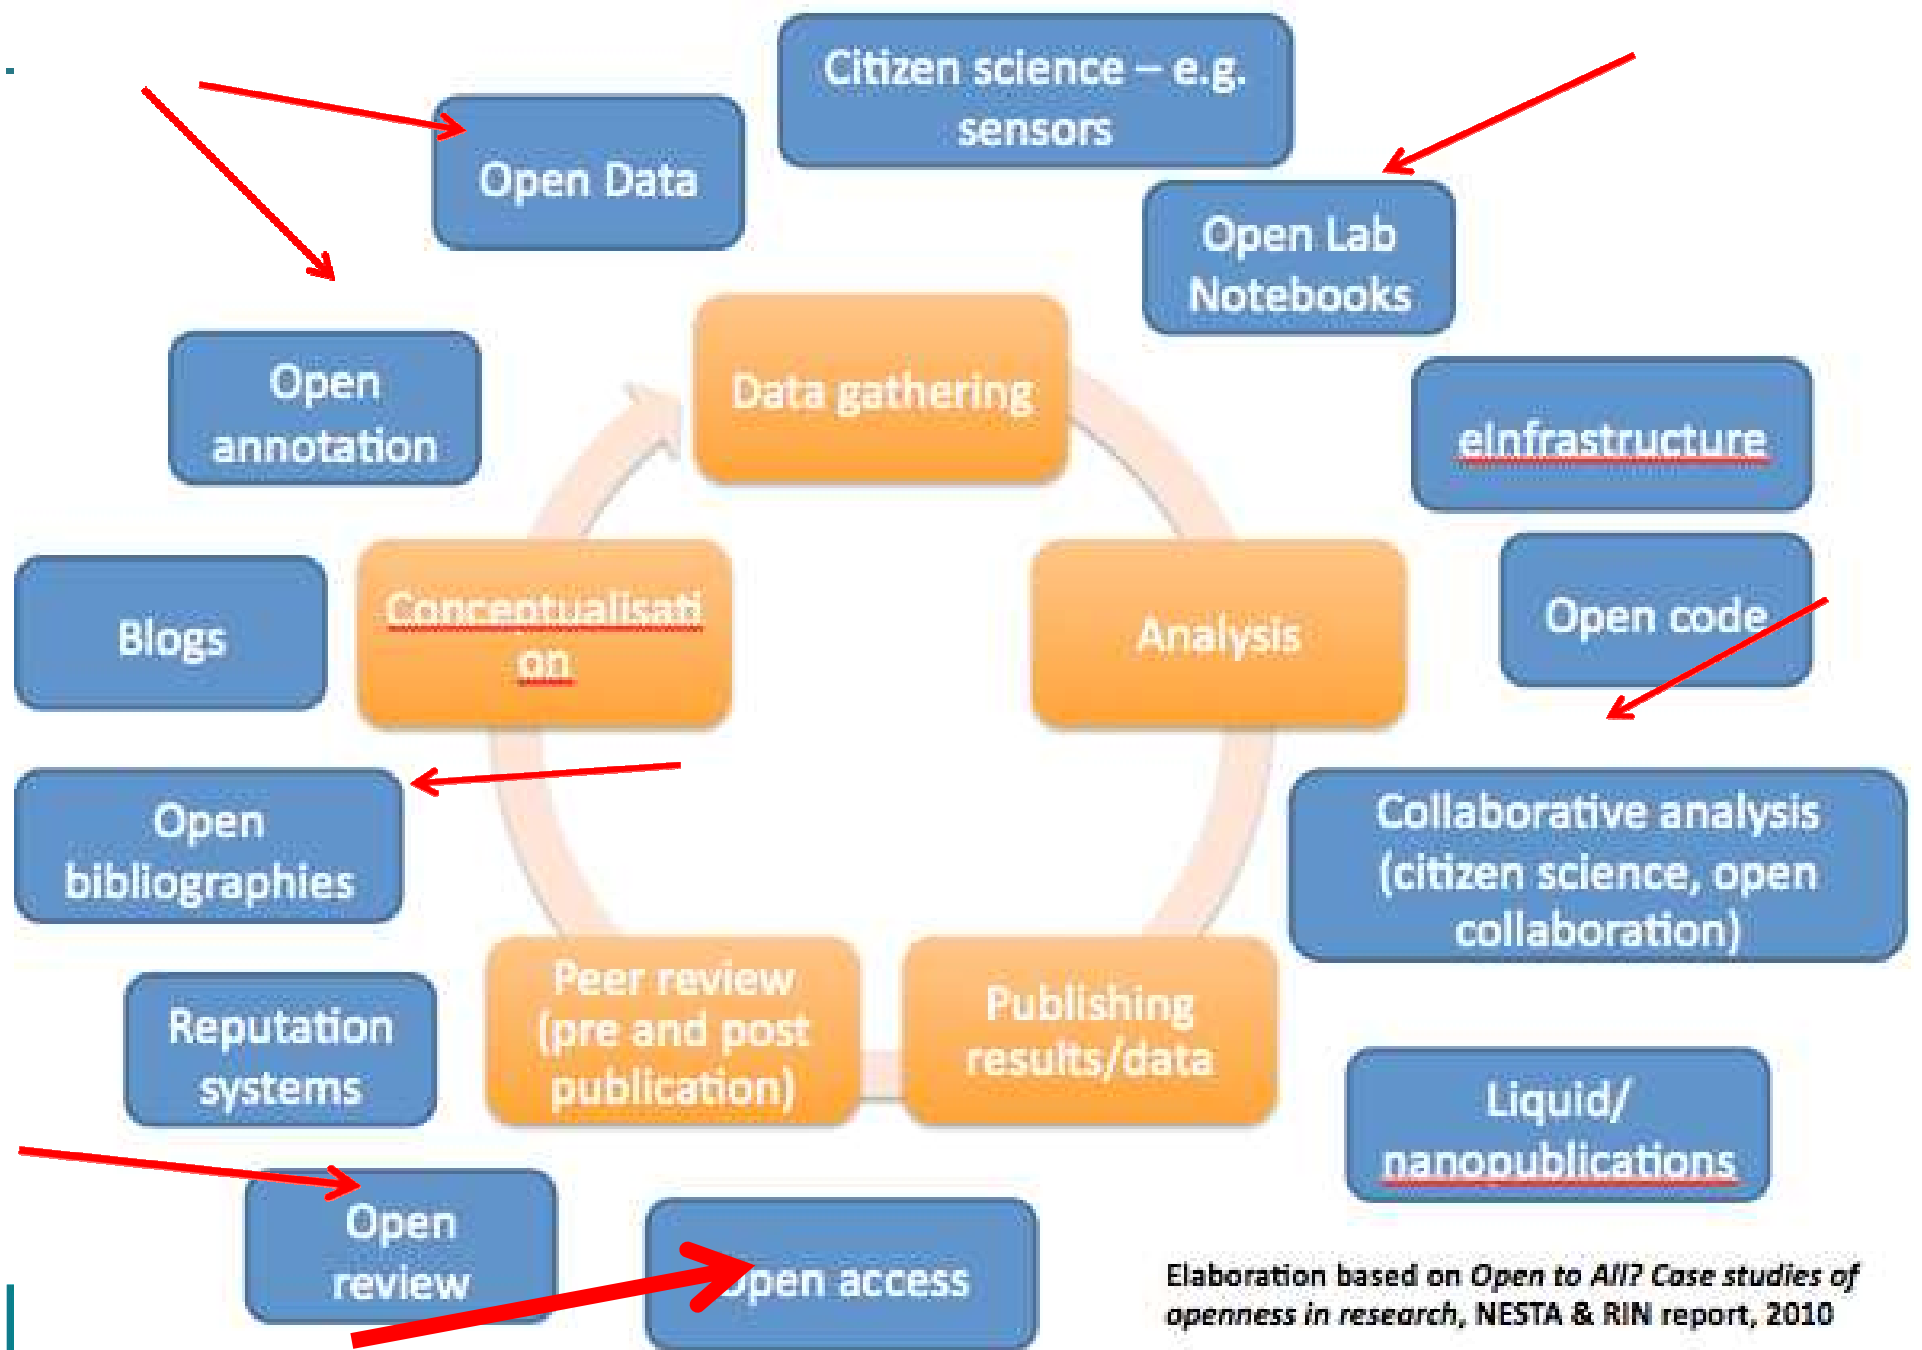 Citizen science – e.g.
sensors
Open Data
Open Lab
Notebooks
Open
annotation
Data gathering
eInfrastructure
Blogs
Conceptualisati
on
Analysis
Open code
Open
bibliographies
Collaborative analysis
(citizen science, open
collaboration)
Reputation
systems
Peer review
(pre and post
publication)
Publishing
results/data
Liquid/
nanopublications
Open
review
Open access
Elaboration based on Open to All? Case studies of
openness in research, NESTA & RIN report, 2010